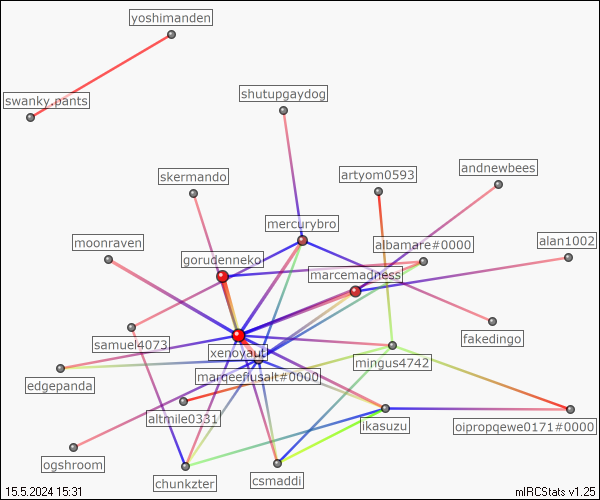 yoshimanden
swanky.pants
shutupgaydog
skermando
artyom0593
andnewbees
mercurybro
moonraven
albamare#0000
alan1002
gorudenneko
marcemadness
samuel4073
fakedingo
xenoyaut
mingus4742
edgepanda
marqeeflusalt#0000
altmile0331
ikasuzu
oipropqewe0171#0000
ogshroom
chunkzter
csmaddi
15.5.2024 15:31
mIRCStats v1.25